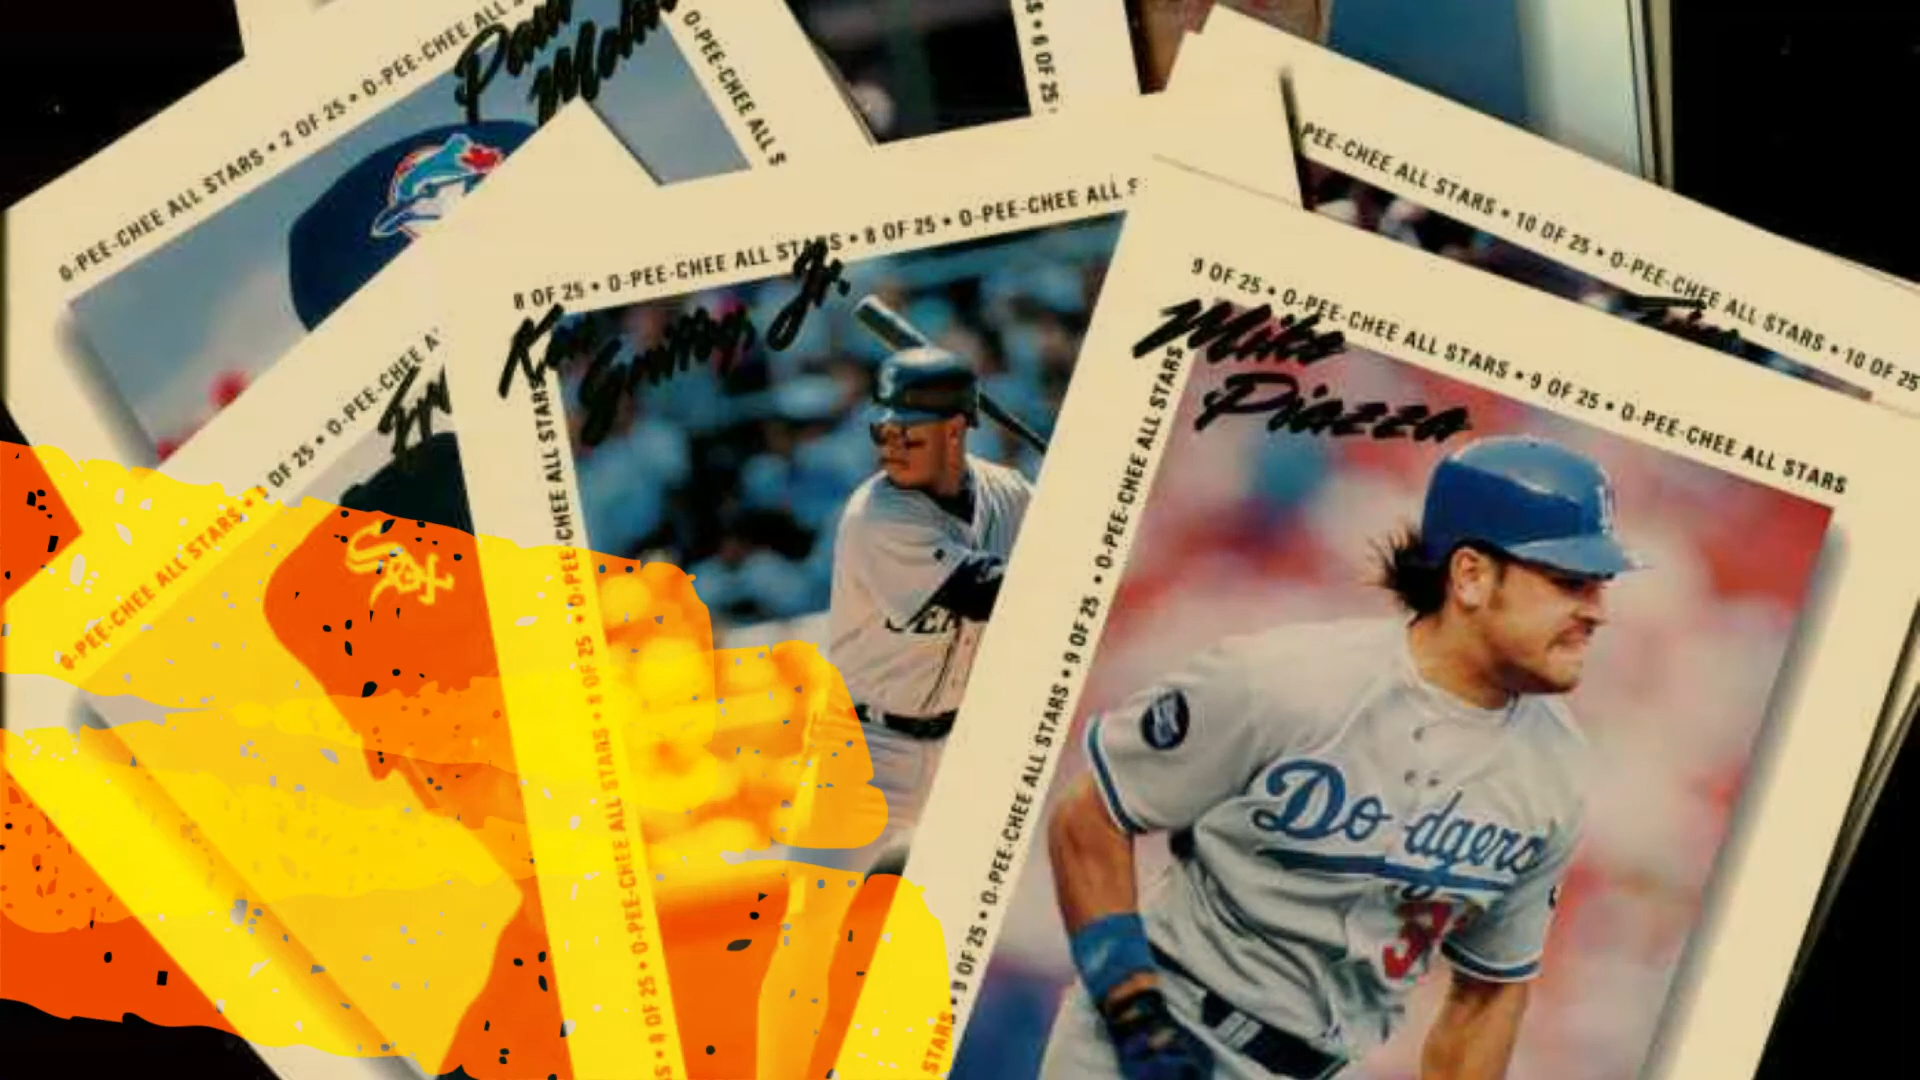 O-PEE-CHEE ALL STARS • 2 OF 25 • O-PEE-CHEE ALL S
Paul
O-PEE-CHEE ALL S
S • 6 OF 25 •
O-PEE-CHEE ALL STARS • 1 OF 25 • O-PEE-CHEE A
Sox
8 OF 25 • O-PEE-CHEE ALL STARS • 8 OF 25 • O-PEE-CHEE ALL S
Ken
Griffey, Jr.
O-PEE-CHEE ALL STARS
S • 8 OF 25 • O-PEE-CHEE ALL STARS • 8 OF 25 • O-PEE-CHEE ALL STARS
PEE-CHEE ALL STARS • 10 OF 25 • O-PEE-CHEE ALL STARS • 10 OF 25
9 OF 25 • O-PEE-CHEE ALL STARS • 9 OF 25 • O-PEE-CHEE ALL STARS
STARS • 9 OF 25 • O-PEE-CHEE ALL STARS • 9 OF 25 • O-PEE-CHEE ALL STARS
Mike
Piazza
Dodgers